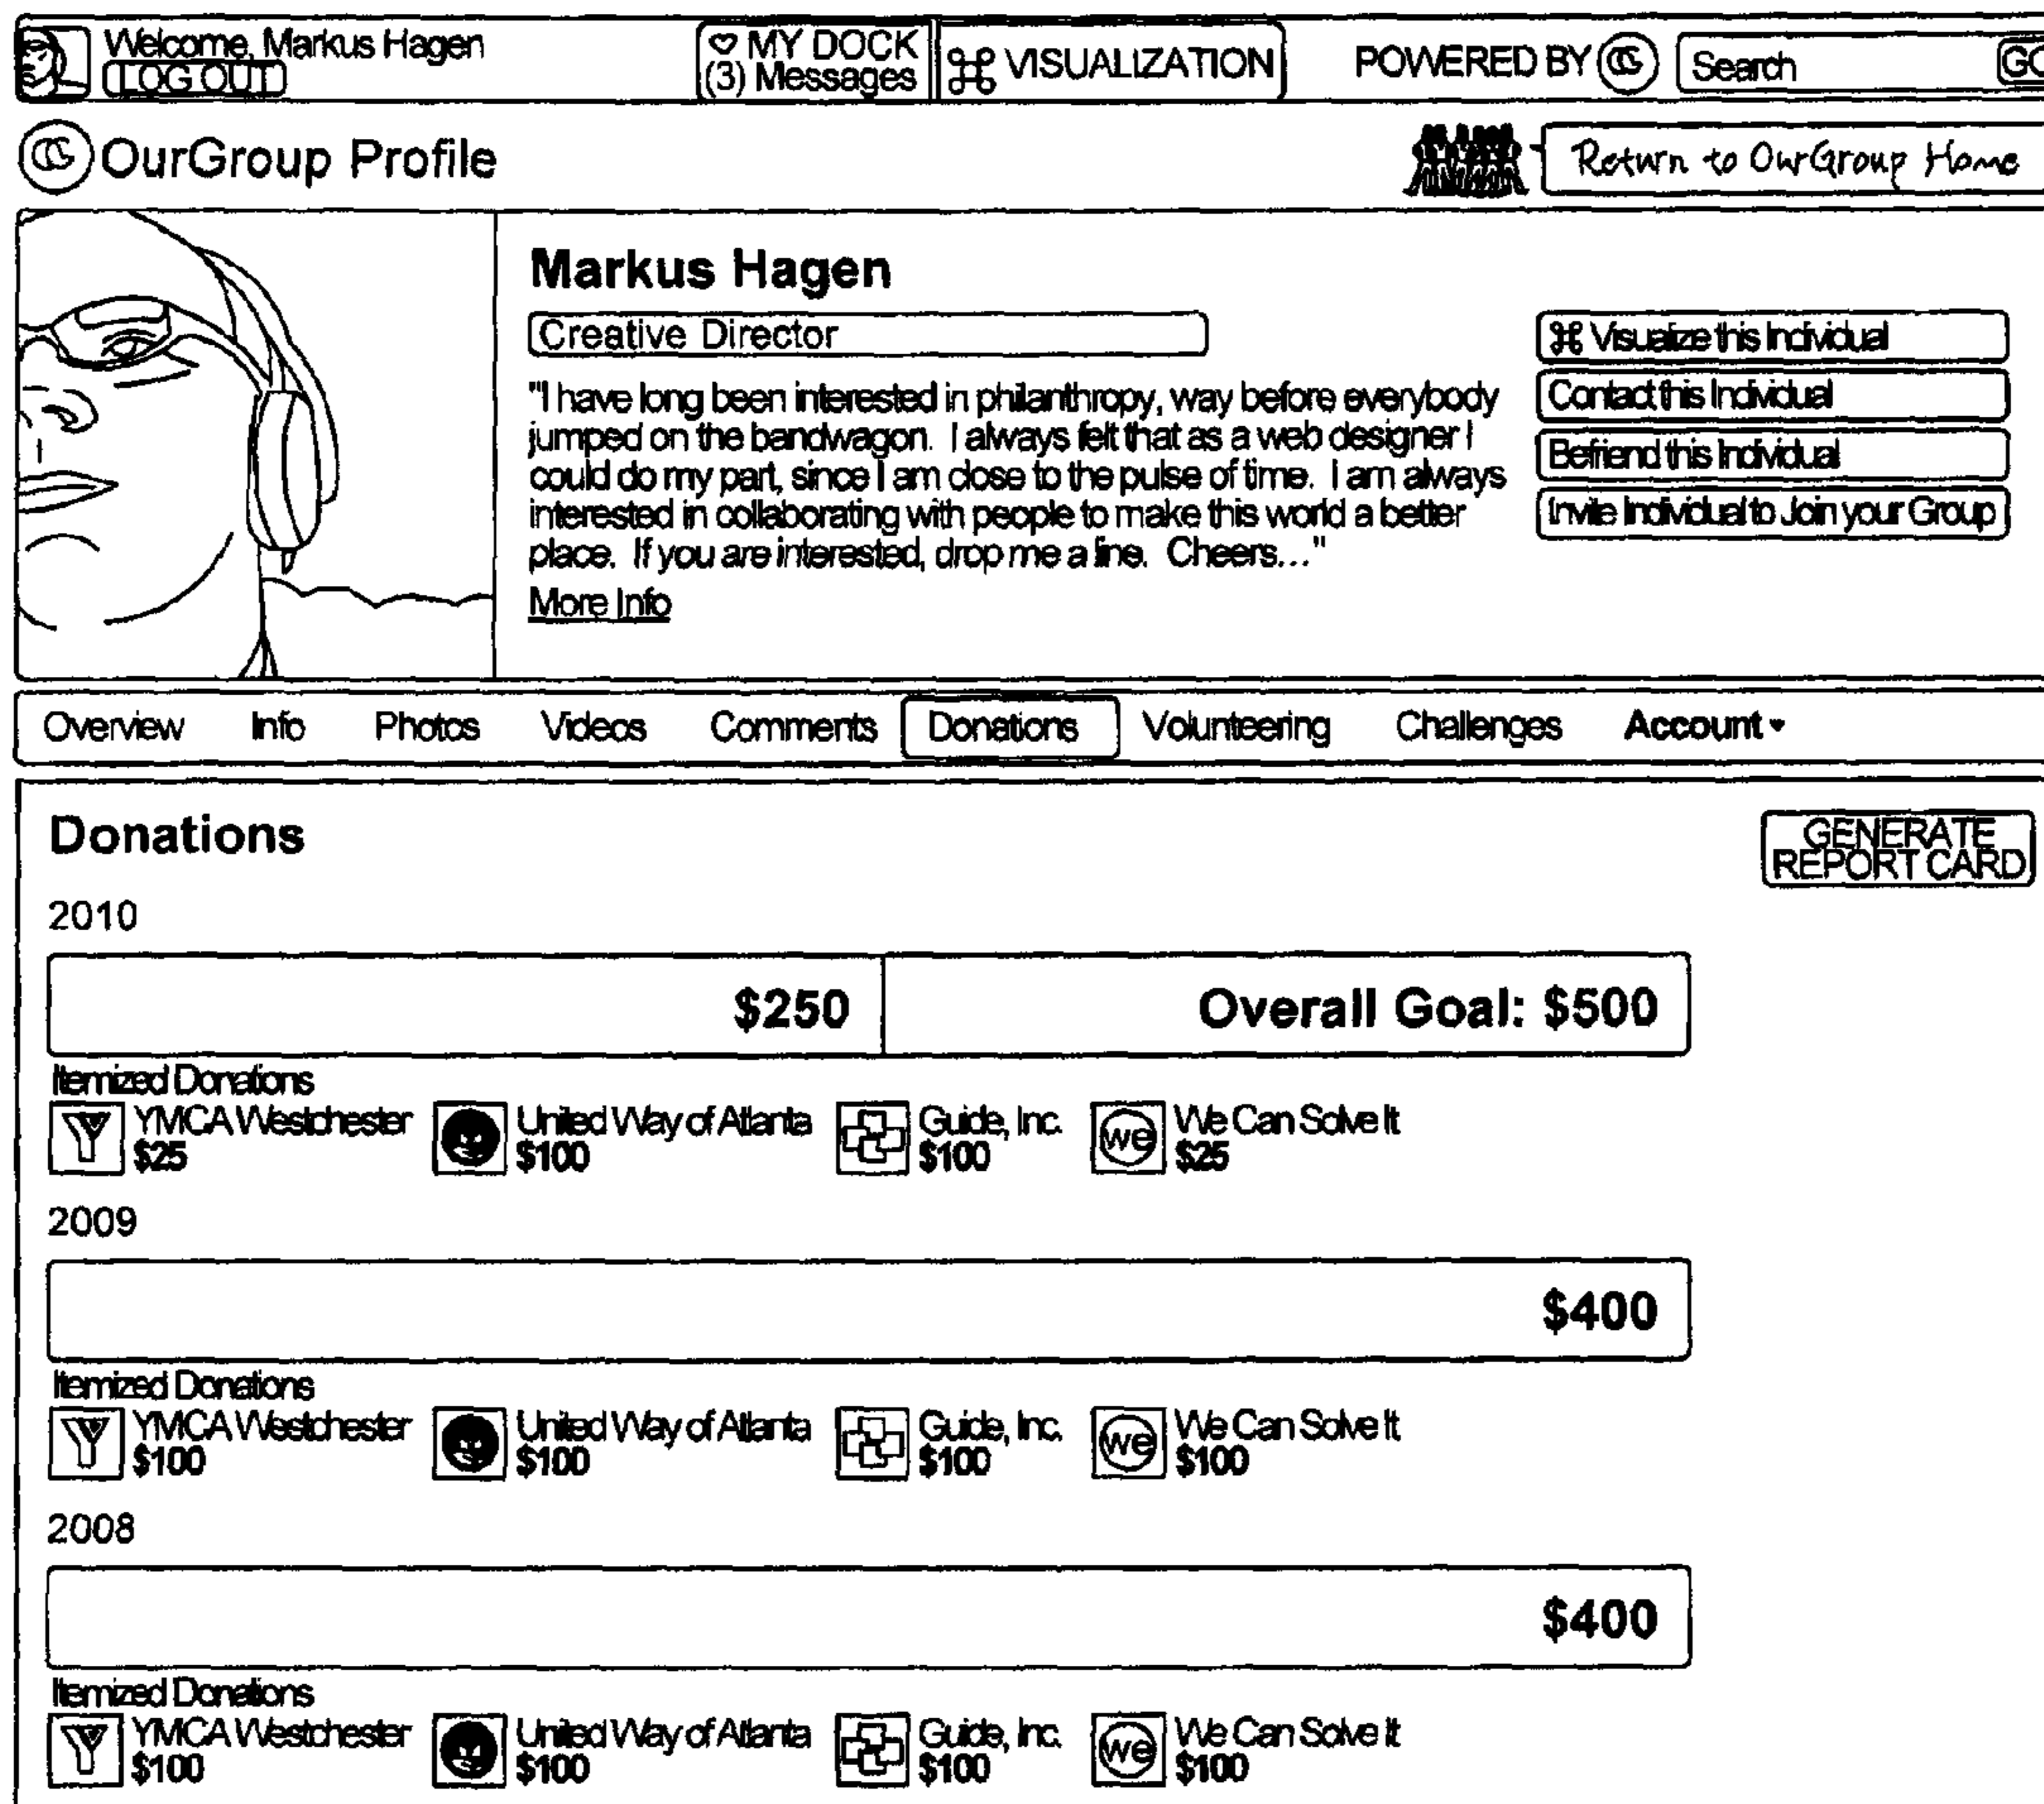 Welcome, Markus Hagen
LOG OUT
♡ MY DOCK
(3) Messages
⌘ VISUALIZATION
POWERED BY CG
Search
GO
CG OurGroup Profile
Return to OurGroup Home
Markus Hagen
Creative Director
"I have long been interested in philanthropy, way before everybody
jumped on the bandwagon. I always felt that as a web designer I
could do my part, since I am close to the pulse of time. I am always
interested in collaborating with people to make this world a better
place. If you are interested, drop me a line. Cheers..."
More Info
⌘ Visualize this Individual
Contact this Individual
Befriend this Individual
Invite Individual to Join your Group
Overview Info Photos Videos Comments Donations Volunteering Challenges Account
Donations
GENERATE
REPORT CARD
2010
$250 Overall Goal: $500
Itemized Donations
YMCA Westchester
$25
United Way of Atlanta
$100
Guide, Inc.
$100
we
We Can Solve It
$25
2009
$400
Itemized Donations
YMCA Westchester
$100
United Way of Atlanta
$100
Guide, Inc.
$100
we
We Can Solve It
$100
2008
$400
Itemized Donations
YMCA Westchester
$100
United Way of Atlanta
$100
Guide, Inc.
$100
we
We Can Solve It
$100